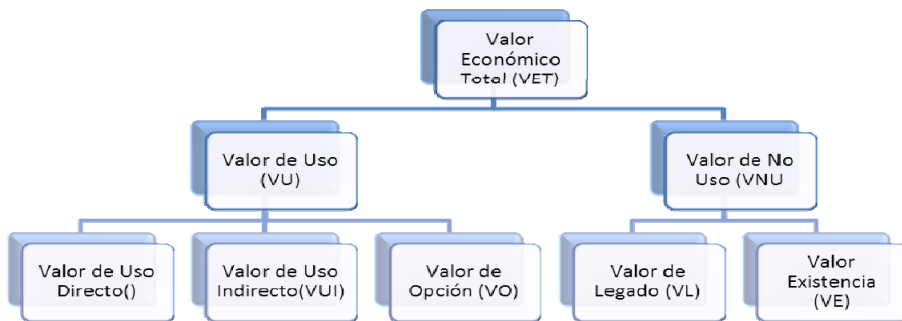 Valor
Económico
Total (VET)
Valor de Uso
(VU)
Valor de No
Uso (VNU
Valor de Uso
Directo()
Valor de Uso
Indirecto(VUI)
Valor de
Opción (VO)
Valor de
Legado (VL)
Valor
Existencia
(VE)